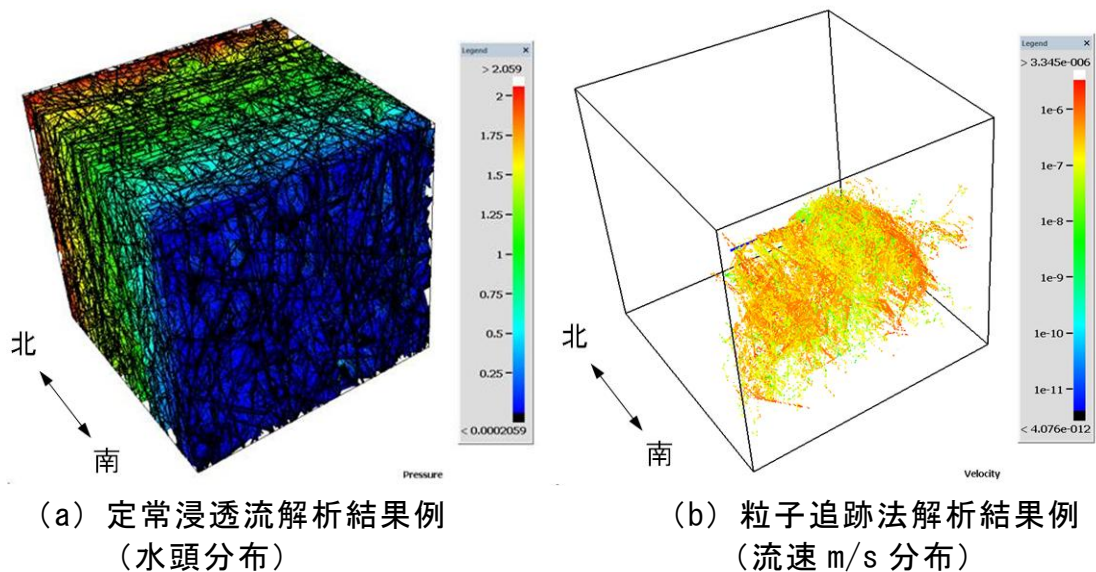 Legend ×
> 2.059
2
1.75
1.5
1.25
1
0.75
0.5
0.25
< 0.0002059
北
南
Pressure
(a) 定常浸透流解析結果例
(水頭分布)
Legend ×
> 3.345e-006
1e-6
1e-7
1e-8
1e-9
1e-10
1e-11
< 4.076e-012
北
南
Velocity
(b) 粒子追跡法解析結果例
(流速 m/s 分布)